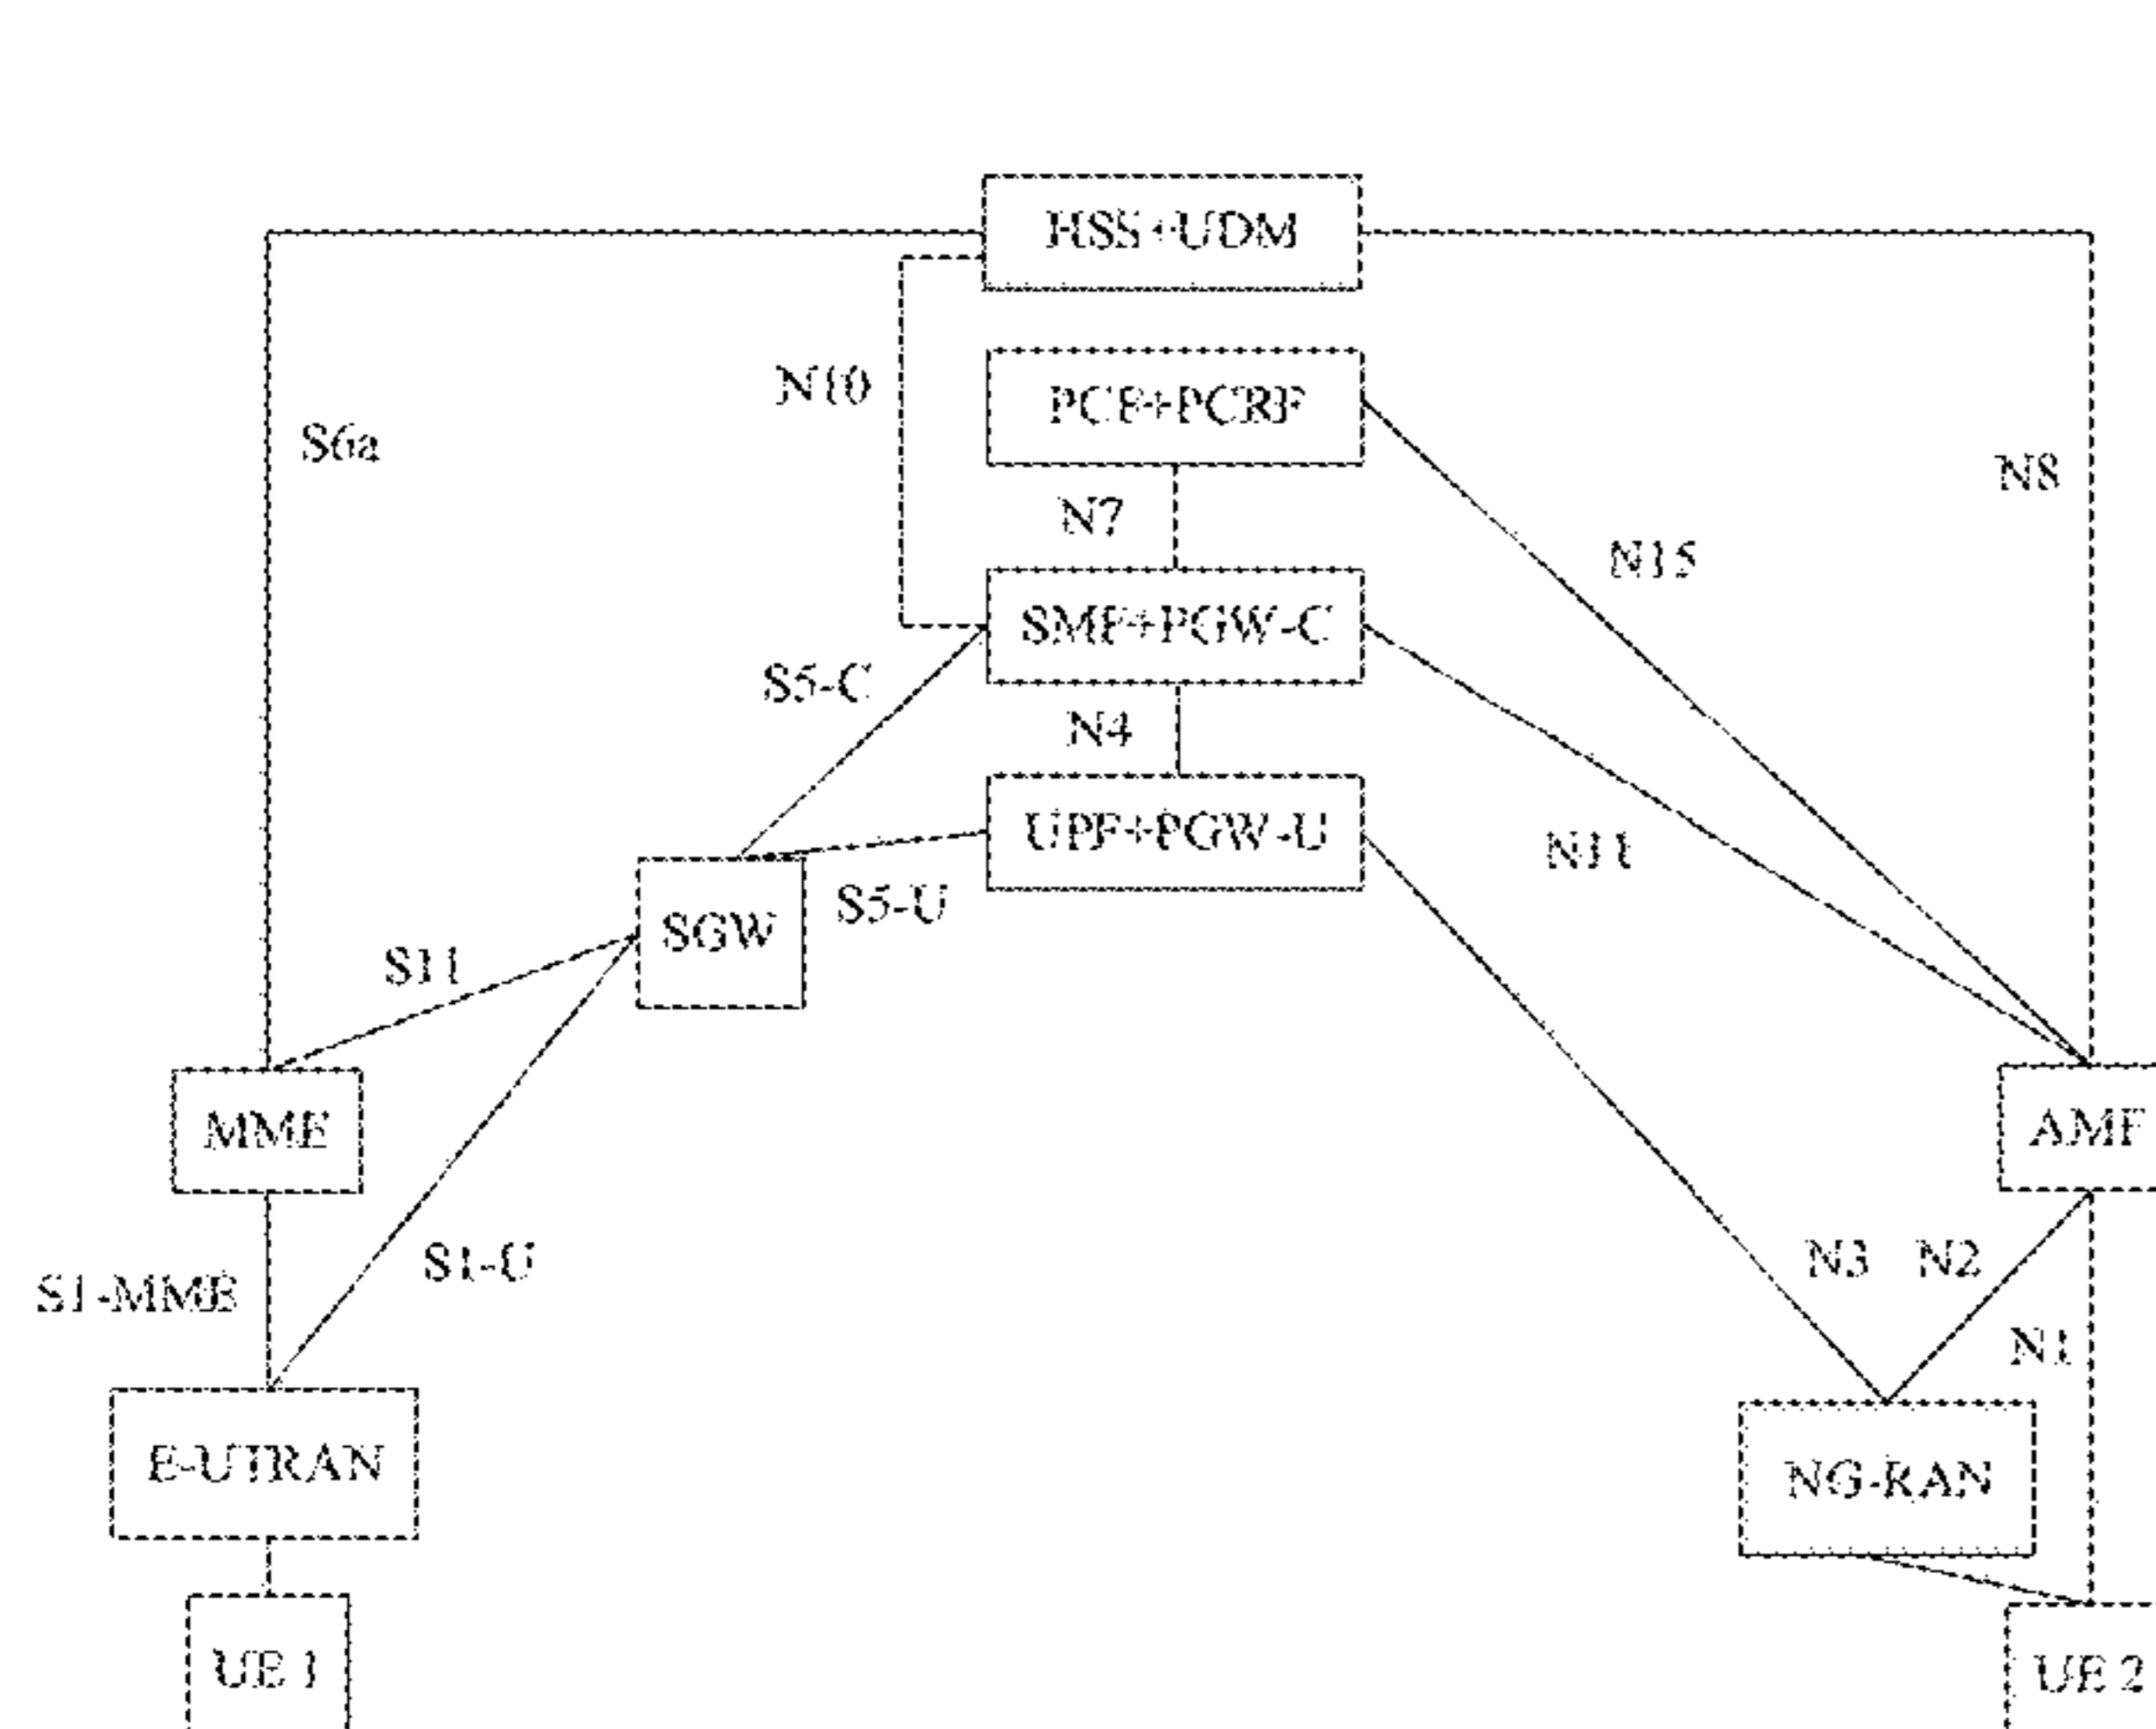 HSS+UDM
N10
PCF+PCRF
S6a
N8
N7
N15
SMF+PGW-C
S5-C
N4
UPF+PGW-U
N11
S5-U
SGW
S11
MME
AMF
S1-U
N3
N2
S1-MME
N1
E-UTRAN
NG-RAN
UE 1
UE 2